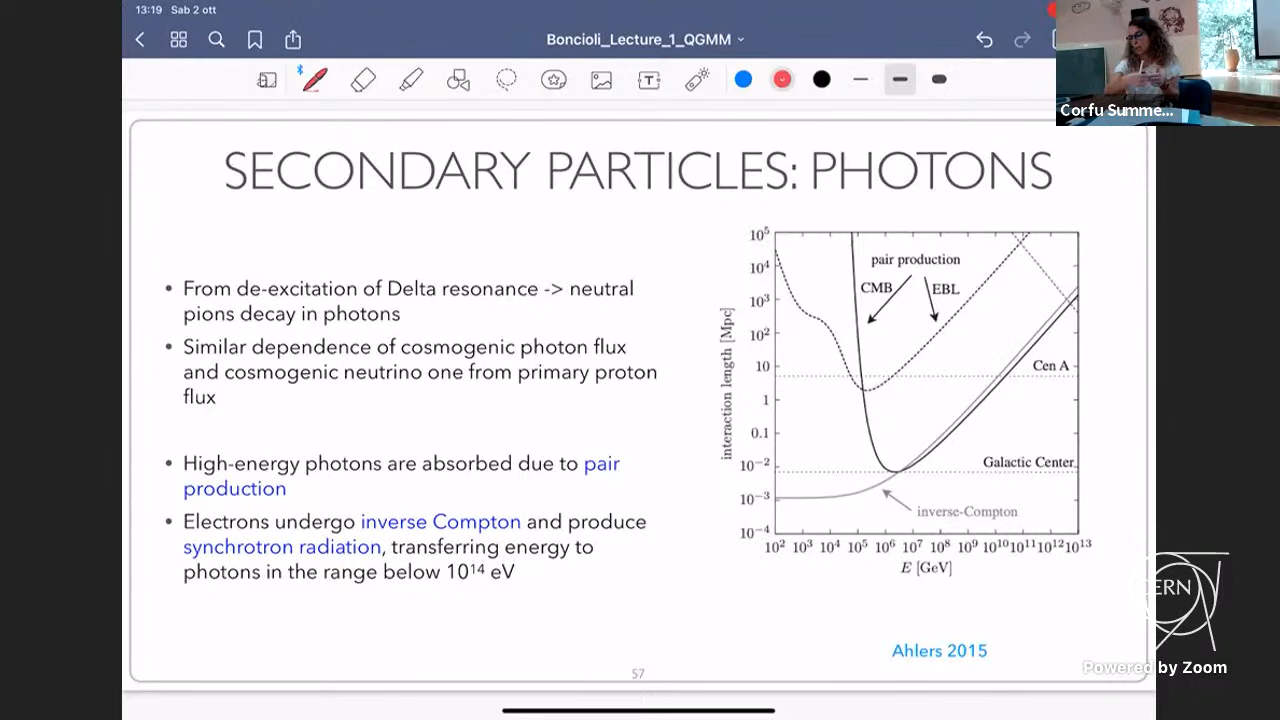 13:19 Sab 2 ott
Boncioli_Lecture_1_QGMM
Corfu Summe...
SECONDARY PARTICLES: PHOTONS
• From de-excitation of Delta resonance -> neutral
pions decay in photons
• Similar dependence of cosmogenic photon flux
and cosmogenic neutrino one from primary proton
flux
• High-energy photons are absorbed due to pair
production
• Electrons undergo inverse Compton and produce
synchrotron radiation, transferring energy to
photons in the range below 10¹⁴ eV
interaction length [Mpc]
10⁵
10⁴
10³
10²
10
1
0.1
10⁻²
10⁻³
10⁻⁴
pair production
CMB
EBL
Cen A
Galactic Center
inverse-Compton
10² 10³ 10⁴ 10⁵ 10⁶ 10⁷ 10⁸ 10⁹ 10¹⁰ 10¹¹ 10¹² 10¹³
E [GeV]
Ahlers 2015
57
CERN
Powered by Zoom